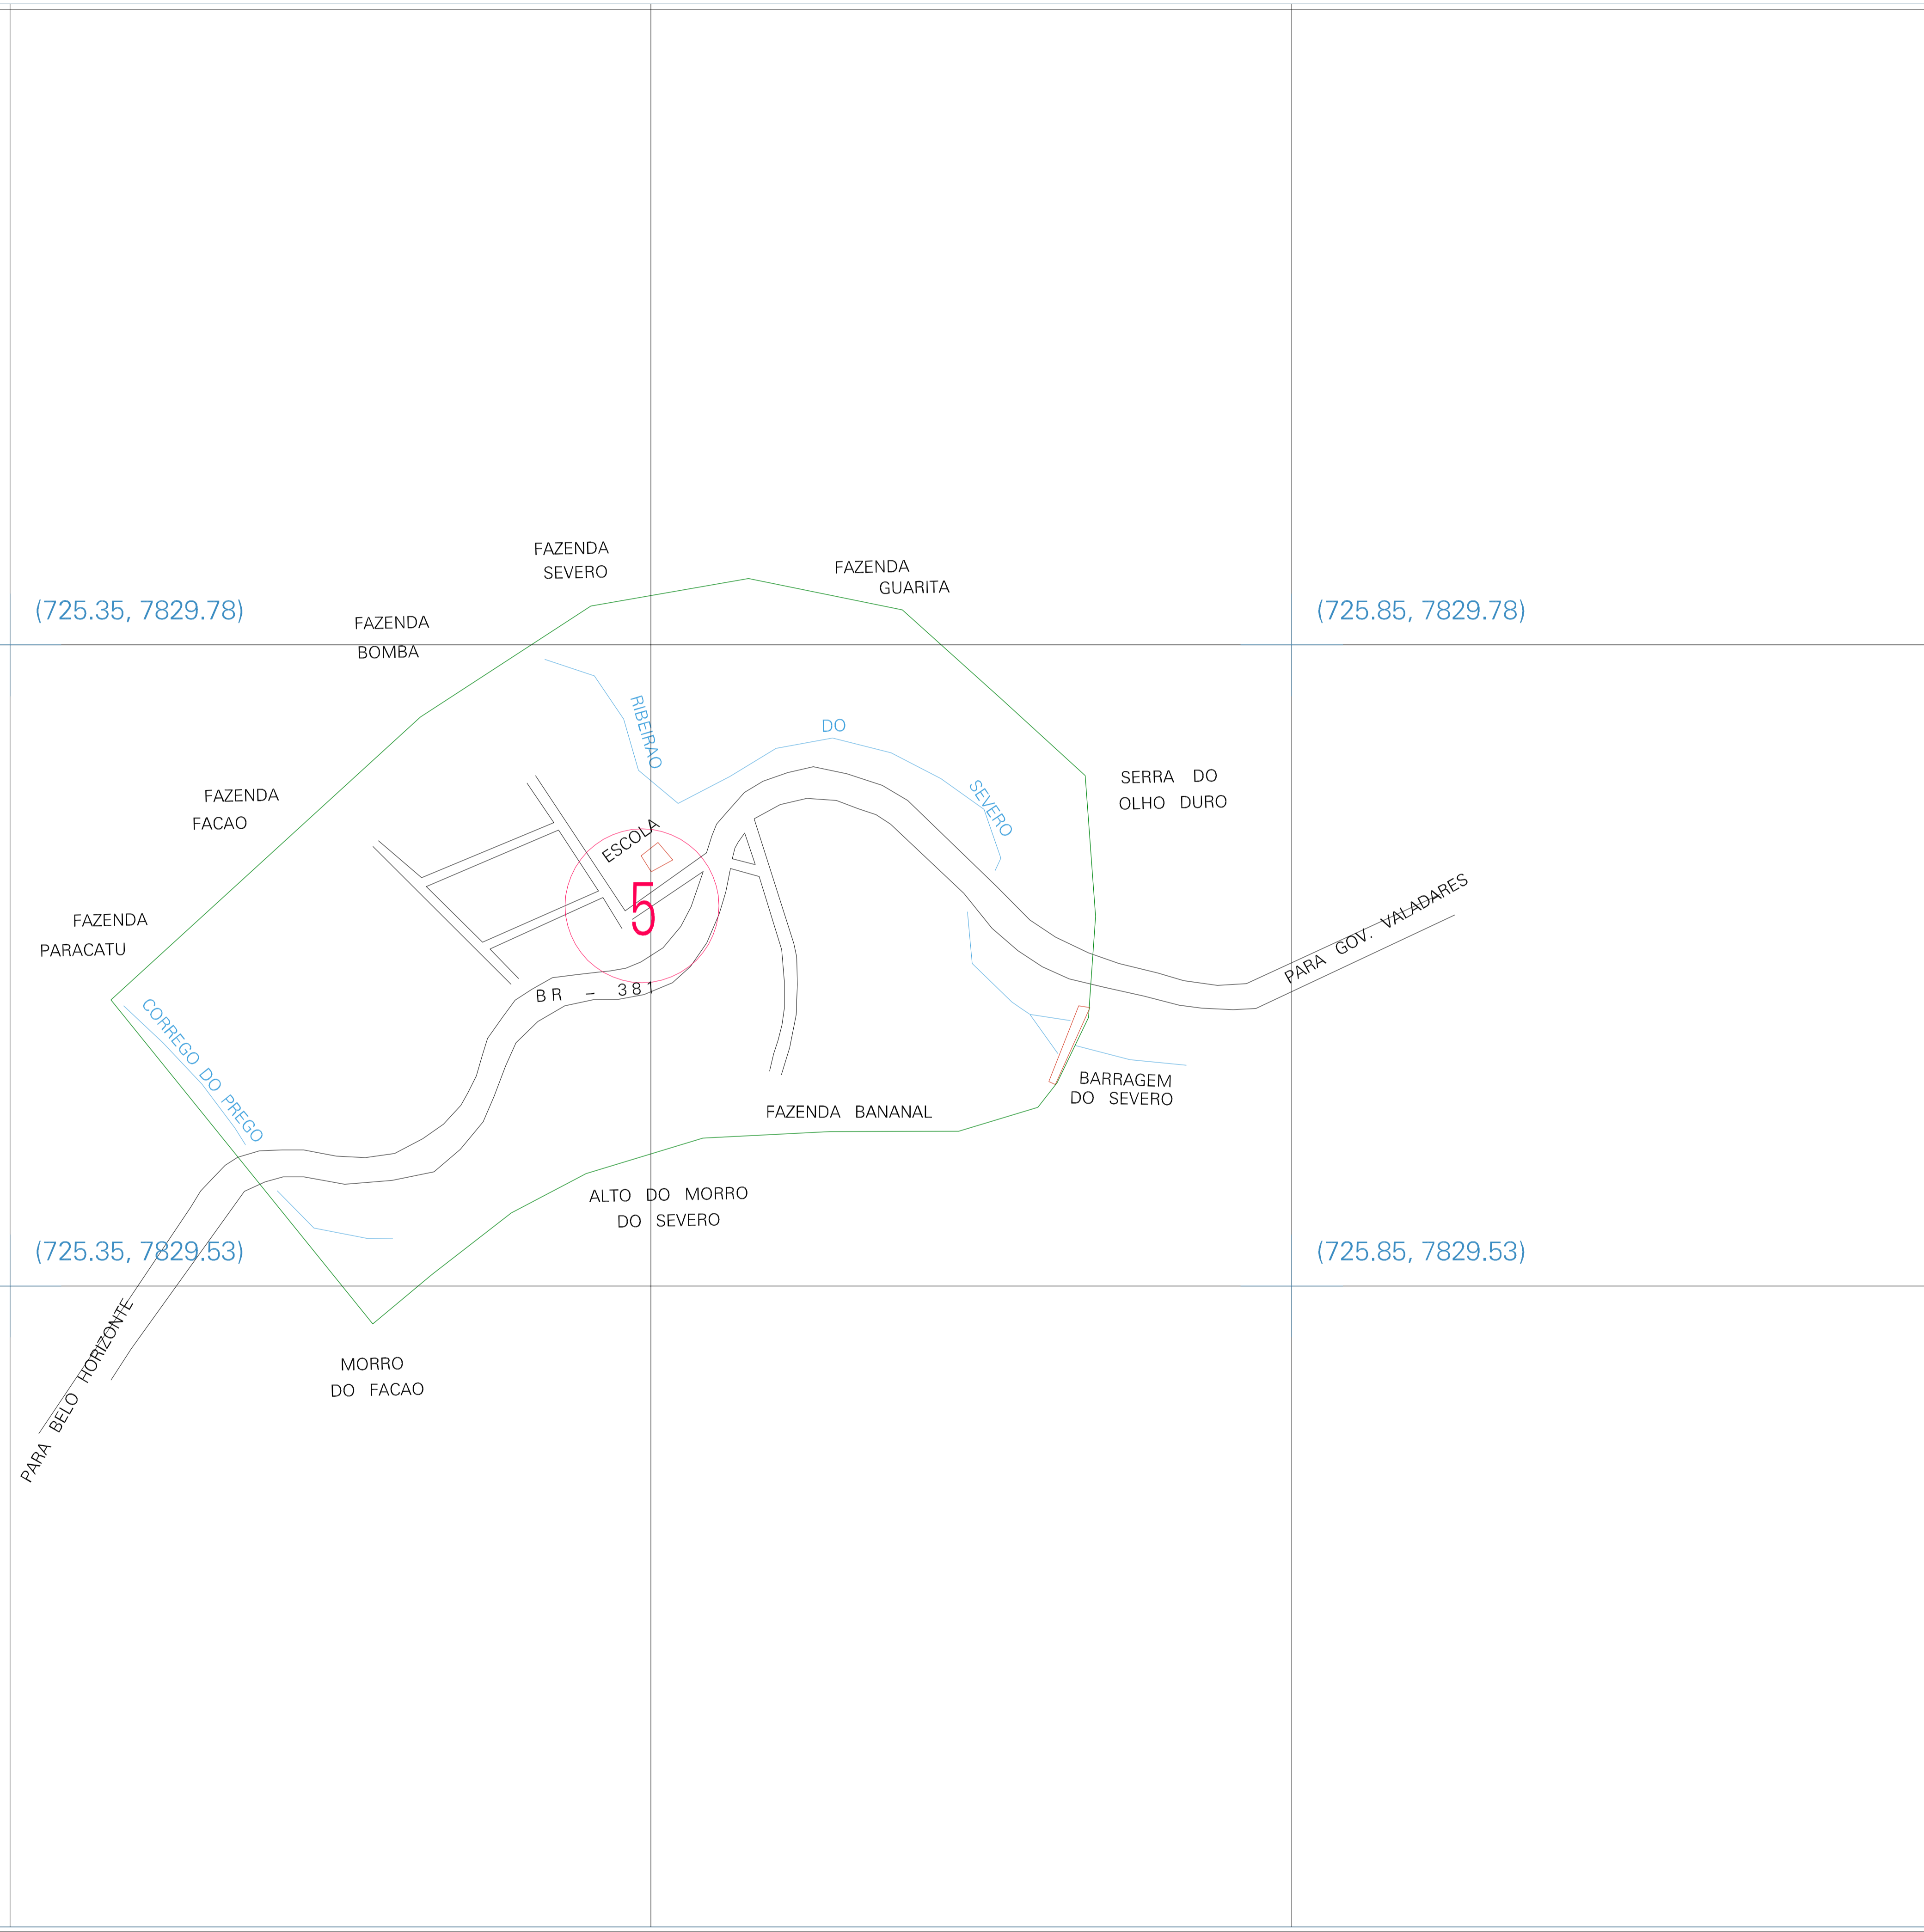 FAZENDA
SEVERO
FAZENDA
GUARITA
(725.35, 7829.78)
(725.85, 7829.78)
FAZENDA
BOMBA
RIBEIRAO
DO
SEVERO
SERRA DO
OLHO DURO
FAZENDA
FACAO
ESCOLA
5
FAZENDA
PARACATU
PARA GOV. VALADARES
BR - 381
CORREGO DO PREGO
BARRAGEM
DO SEVERO
FAZENDA BANANAL
ALTO DO MORRO
DO SEVERO
(725.35, 7829.53)
(725.85, 7829.53)
PARA BELO HORIZONTE
MORRO
DO FACAO